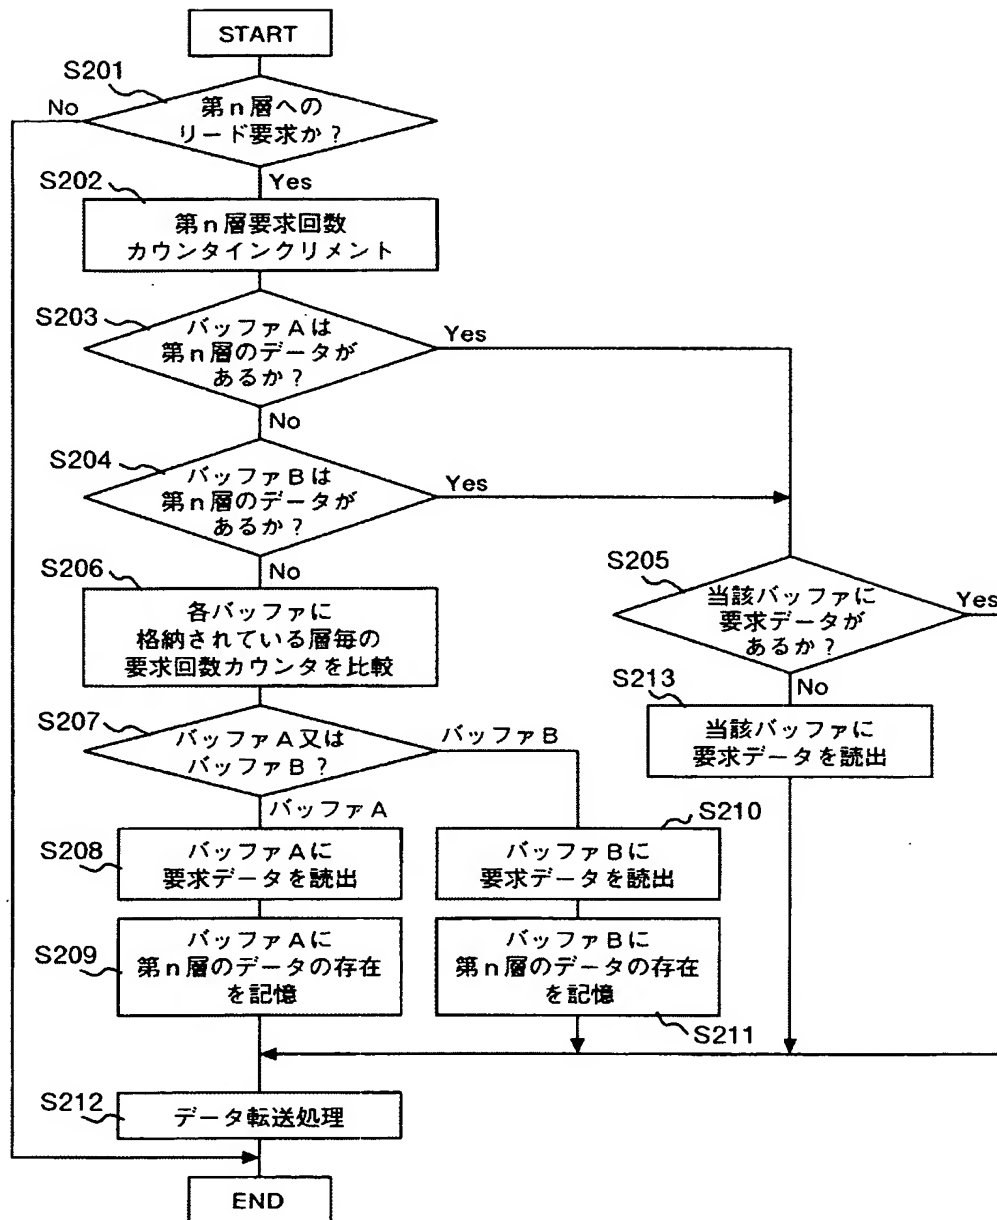 START
S201
No
第n層への
リード要求か？
Yes
S202
第n層要求回数
カウンタインクリメント
S203
バッファAは
第n層のデータが
あるか？
Yes
No
S204
バッファBは
第n層のデータが
あるか？
Yes
No
S205
当該バッファに
要求データが
あるか？
Yes
No
S206
各バッファに
格納されている層毎の
要求回数カウンタを比較
S213
当該バッファに
要求データを読出
S207
バッファA又は
バッファB？
バッファB
バッファA
S208
バッファAに
要求データを読出
S210
バッファBに
要求データを読出
S209
バッファAに
第n層のデータの存在
を記憶
バッファBに
第n層のデータの存在
を記憶
S211
S212
データ転送処理
END